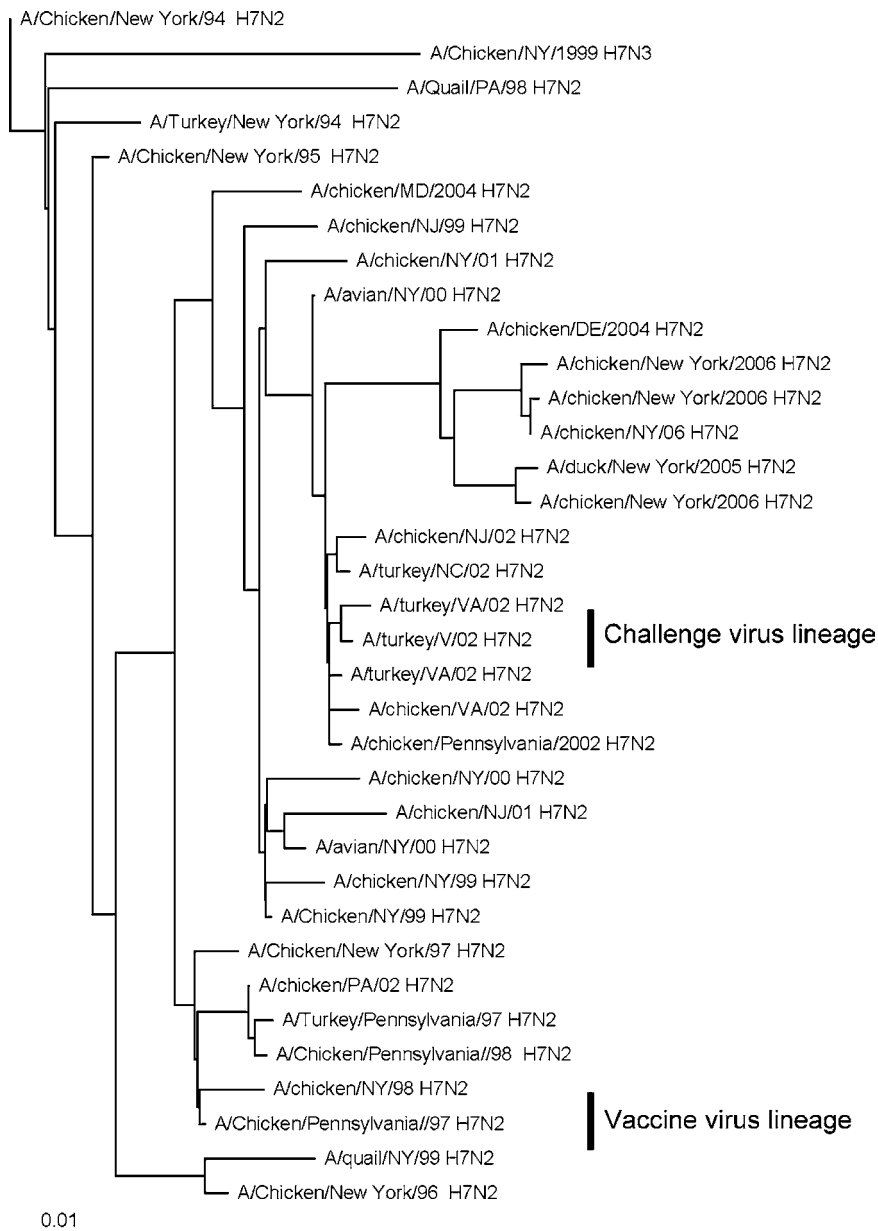 A/Chicken/New York/94 H7N2
A/Chicken/NY/1999 H7N3
A/Quail/PA/98 H7N2
A/Turkey/New York/94 H7N2
A/Chicken/New York/95 H7N2
A/chicken/MD/2004 H7N2
A/chicken/NJ/99 H7N2
A/chicken/NY/01 H7N2
A/avian/NY/00 H7N2
A/chicken/DE/2004 H7N2
A/chicken/New York/2006 H7N2
A/chicken/New York/2006 H7N2
A/chicken/NY/06 H7N2
A/duck/New York/2005 H7N2
A/chicken/New York/2006 H7N2
A/chicken/NJ/02 H7N2
A/turkey/NC/02 H7N2
A/turkey/VA/02 H7N2
Challenge virus lineage
A/turkey/V/02 H7N2
A/turkey/VA/02 H7N2
A/chicken/VA/02 H7N2
A/chicken/Pennsylvania/2002 H7N2
A/chicken/NY/00 H7N2
A/chicken/NJ/01 H7N2
A/avian/NY/00 H7N2
A/chicken/NY/99 H7N2
A/Chicken/NY/99 H7N2
A/Chicken/New York/97 H7N2
A/chicken/PA/02 H7N2
A/Turkey/Pennsylvania/97 H7N2
A/Chicken/Pennsylvania//98 H7N2
A/chicken/NY/98 H7N2
A/Chicken/Pennsylvania//97 H7N2
Vaccine virus lineage
A/quail/NY/99 H7N2
A/Chicken/New York/96 H7N2
0.01